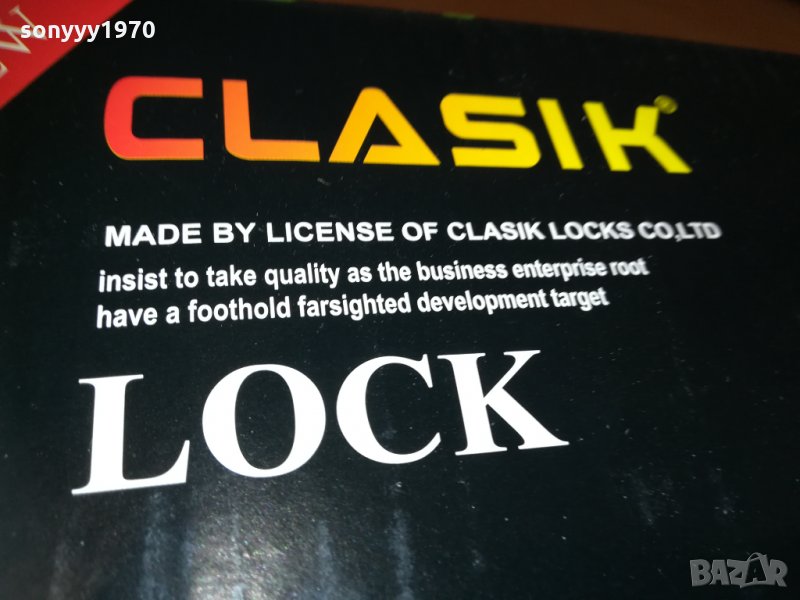 sonyyy1970
CLASIK®
MADE BY LICENSE OF CLASIK LOCKS CO,LTD
insist to take quality as the business enterprise root
have a foothold farsighted development target
LOCK
BAZAR